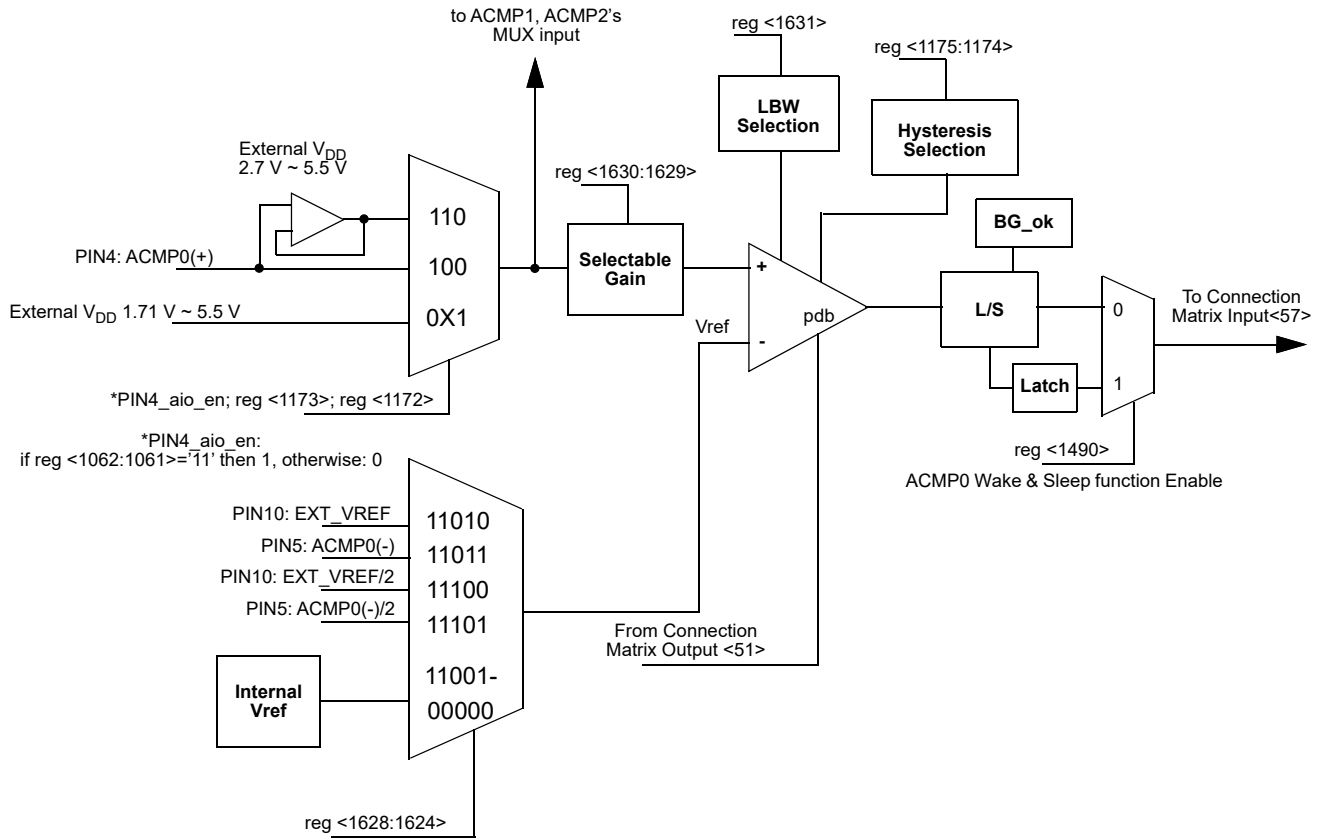 to ACMP1, ACMP2's
MUX input
reg <1631>
reg <1175:1174>
LBW
Selection
Hysteresis
Selection
External VDD
2.7 V ~ 5.5 V
reg <1630:1629>
110
BG_ok
PIN4: ACMP0(+)
100
Selectable
Gain
+
External VDD 1.71 V ~ 5.5 V
0X1
L/S
0
To Connection
Matrix Input<57>
pdb
Vref
-
Latch
1
*PIN4_aio_en; reg <1173>; reg <1172>
*PIN4_aio_en:
if reg <1062:1061>='11' then 1, otherwise: 0
reg <1490>
ACMP0 Wake & Sleep function Enable
PIN10: EXT_VREF
11010
PIN5: ACMP0(-)
11011
PIN10: EXT_VREF/2
11100
PIN5: ACMP0(-)/2
11101
From Connection
Matrix Output <51>
Internal
Vref
11001-
00000
reg <1628:1624>